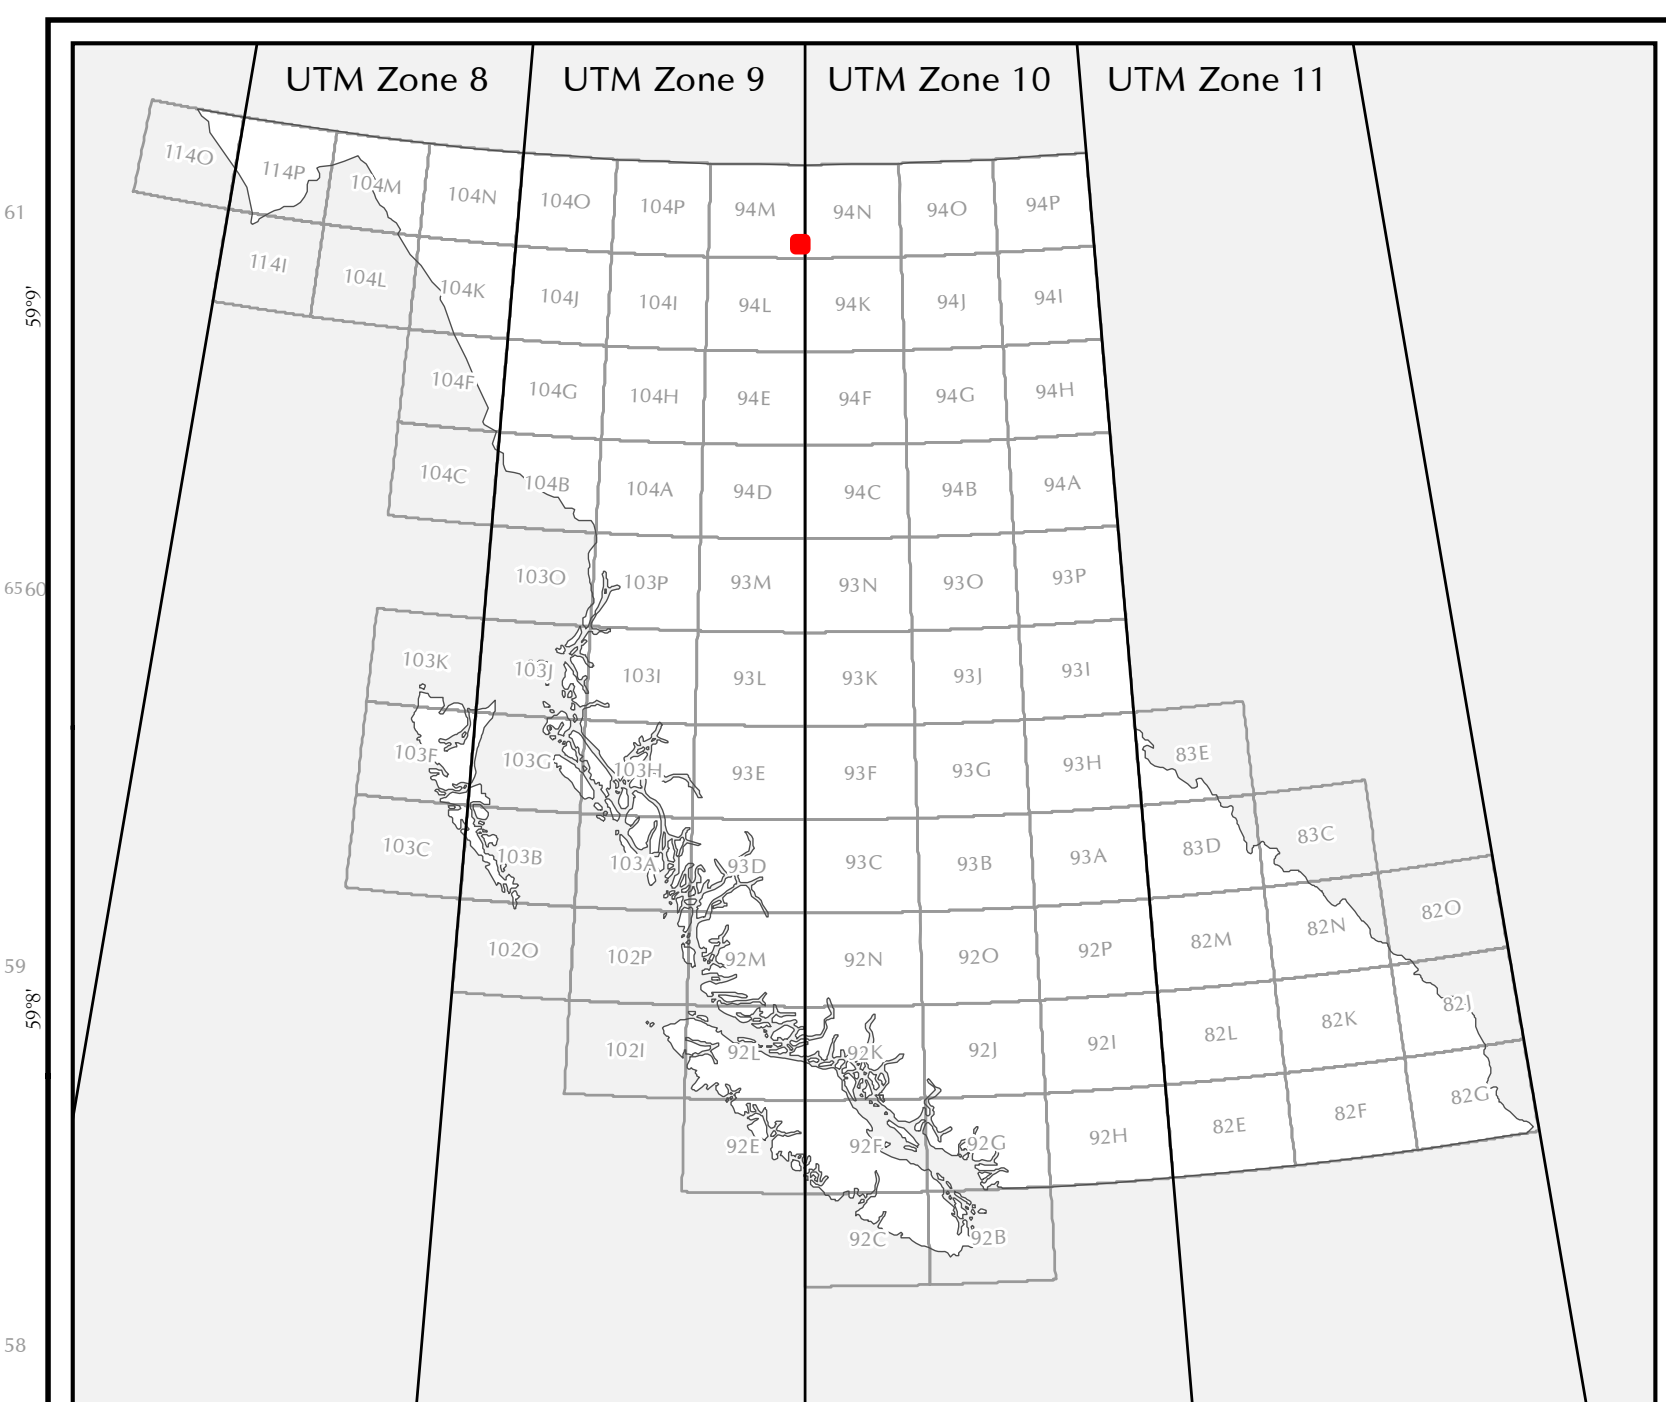 UTM Zone 8 UTM Zone 9 UTM Zone 10 UTM Zone 11
114O 114P 104M 104N 104O 104P 94M 94N 94O 94P
61
114I 104L 104K 104J 104I 94L 94K 94J 94I
59°9'
104F 104G 104H 94E 94F 94G 94H
104C 104B 104A 94D 94C 94B 94A
6560
103O 103P 93M 93N 93O 93P
103K 103J 103I 93L 93K 93J 93I
103F 103G 103H 93E 93F 93G 93H 83E
103C 103B 103A 93D 93C 93B 93A 83D 83C
59
102O 102P 92M 92N 92O 92P 82M 82N 82O
59°8'
102I 92L 92K 92J 92I 82L 82K 82J
92E 92F 92G 92H 82E 82F 82G
92C 92B
58